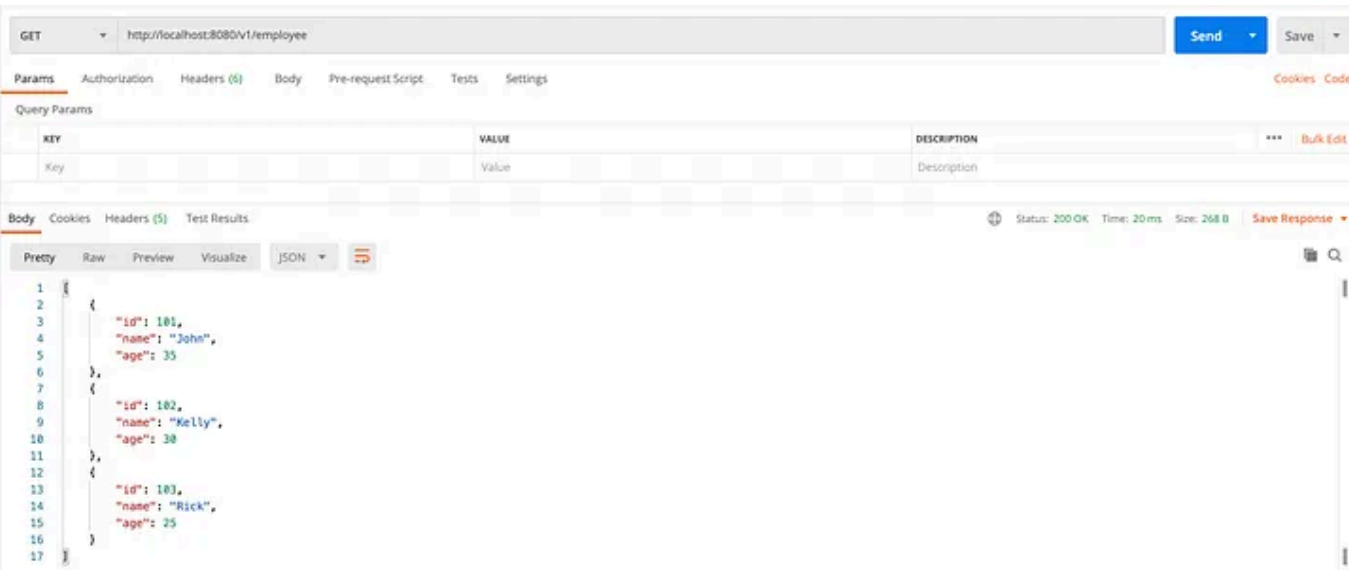 GET http://localhost:8080/v1/employee Send Save
Params Authorization Headers (6) Body Pre-request Script Tests Settings Cookies Code
Query Params
KEY VALUE DESCRIPTION ••• Bulk Edit
Key Value Description
Body Cookies Headers (5) Test Results Status: 200 OK Time: 20 ms Size: 268 B Save Response
Pretty Raw Preview Visualize JSON
1 [
2 {
3 "id": 101,
4 "name": "John",
5 "age": 35
6 },
7 {
8 "id": 102,
9 "name": "Kelly",
10 "age": 30
11 },
12 {
13 "id": 103,
14 "name": "Rick",
15 "age": 25
16 }
17 ]